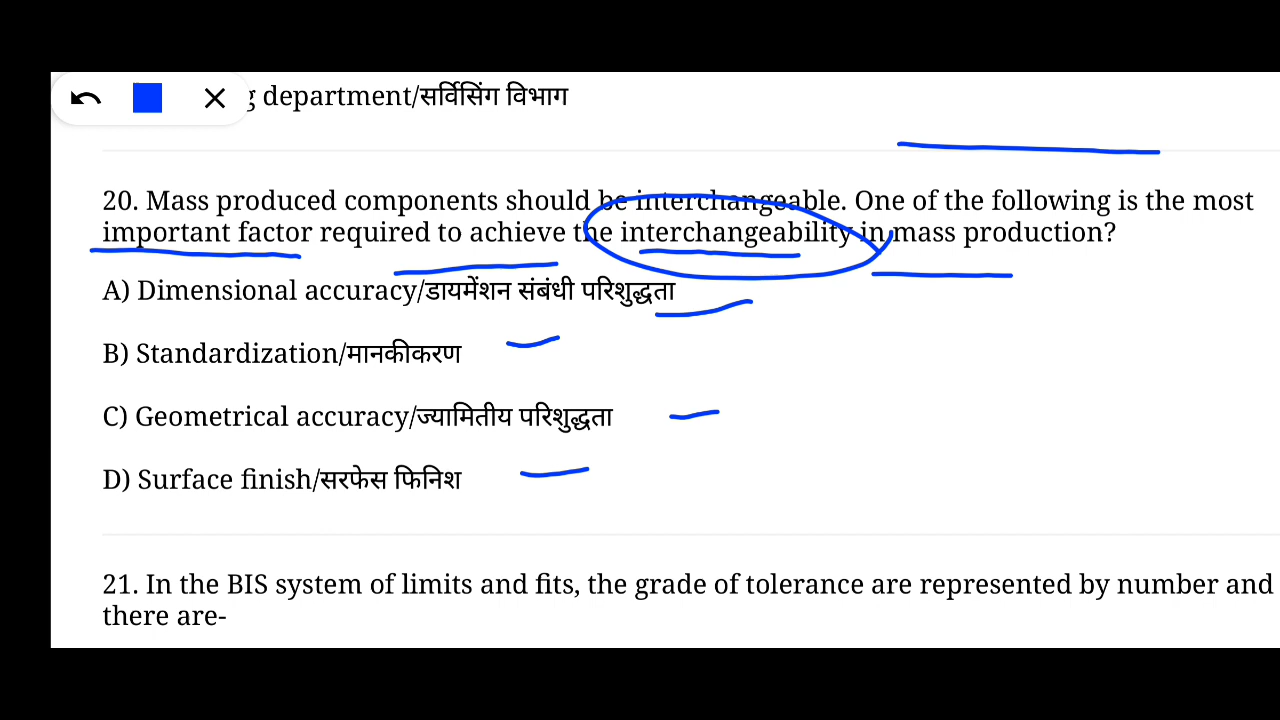 department/सर्विसिंग विभाग
20. Mass produced components should be interchangeable. One of the following is the most
important factor required to achieve the interchangeability in mass production?
A) Dimensional accuracy/डायमेंशन संबंधी परिशुद्धता
B) Standardization/मानकीकरण
C) Geometrical accuracy/ज्यामितीय परिशुद्धता
D) Surface finish/सरफेस फिनिश
21. In the BIS system of limits and fits, the grade of tolerance are represented by number and
there are-